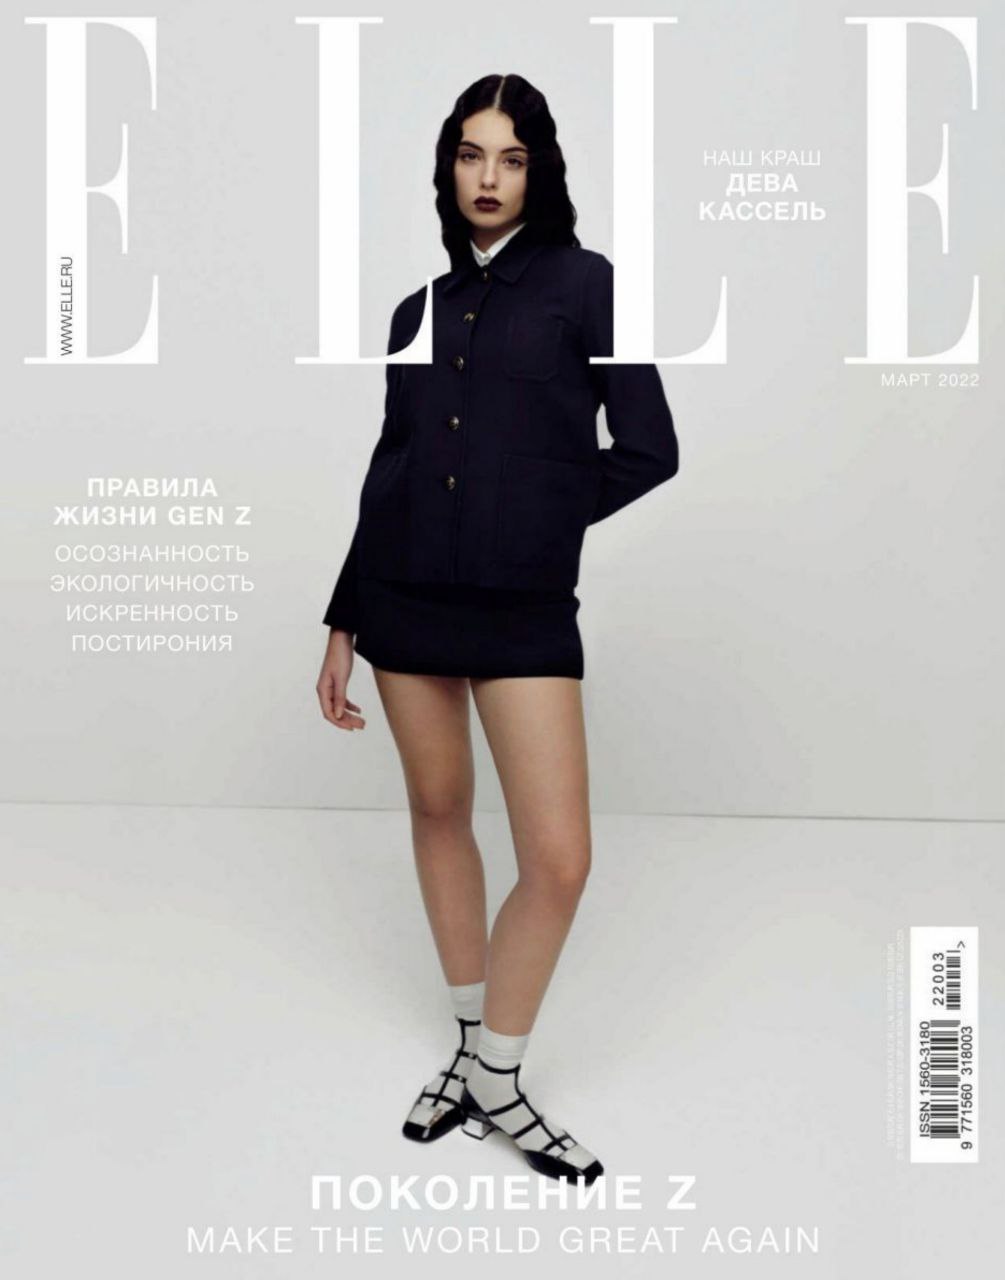 ELLE
WWW.ELLE.RU
НАШ КРАШ
ДЕВА
КАССЕЛЬ
МАРТ 2022
ПРАВИЛА
ЖИЗНИ GEN Z
ОСОЗНАННОСТЬ
ЭКОЛОГИЧНОСТЬ
ИСКРЕННОСТЬ
ПОСТИРОНИЯ
ISSN 1560-3180
22003
9 771560 318003 >
ПОКОЛЕНИЕ Z
MAKE THE WORLD GREAT AGAIN